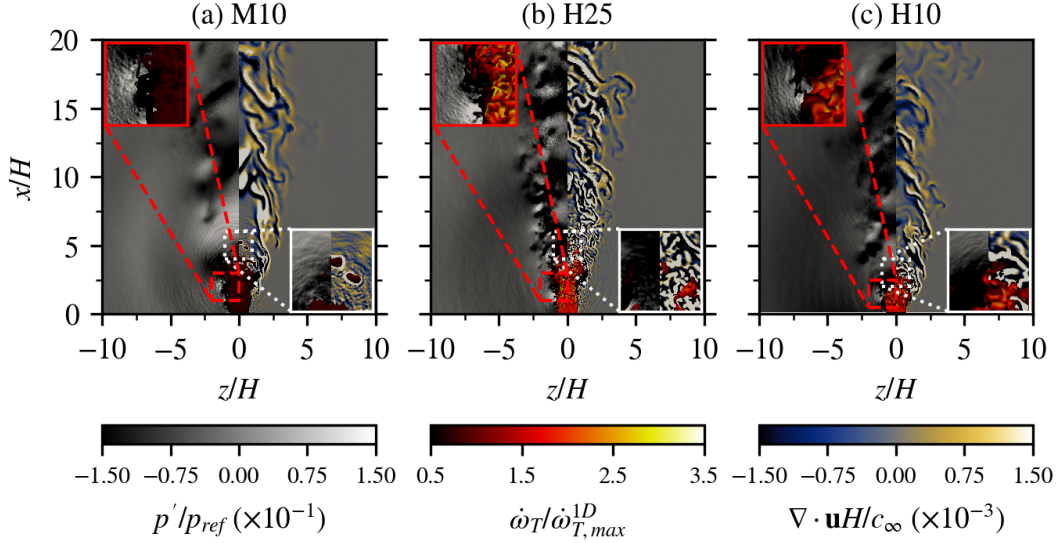 (a) M10 (b) H25 (c) H10
20
15
10
5
0
x/H
−10 −5 0 5 10
−10 −5 0 5 10
−10 −5 0 5 10
z/H z/H z/H
−1.50 −0.75 0.00 0.75 1.50
0.5 1.5 2.5 3.5
−1.50 −0.75 0.00 0.75 1.50
p′/p_ref (×10⁻¹)
ω̇_T/ω̇^{1D}_{T,max}
∇ · 𝐮H/c_∞ (×10⁻³)